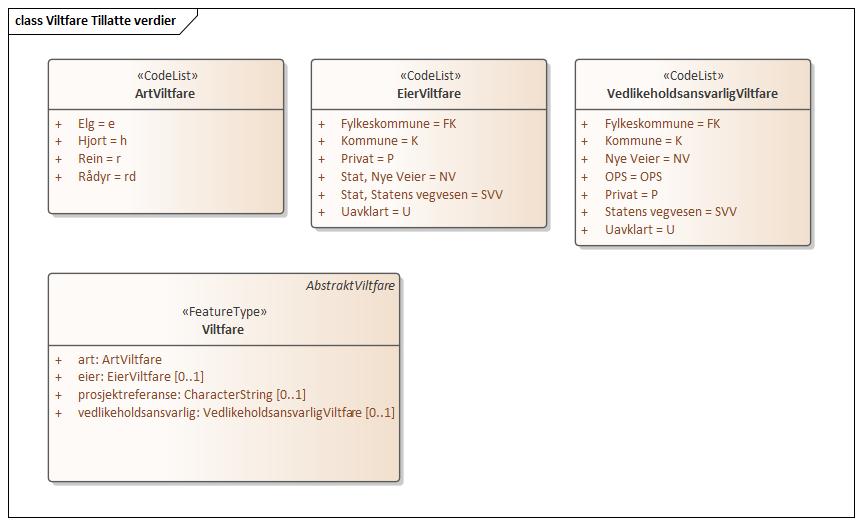 class Viltfare Tillatte verdier
«CodeList»
ArtViltfare
+ Elg = e
+ Hjort = h
+ Rein = r
+ Rådyr = rd
«CodeList»
EierViltfare
+ Fylkeskommune = FK
+ Kommune = K
+ Privat = P
+ Stat, Nye Veier = NV
+ Stat, Statens vegvesen = SVV
+ Uavklart = U
«CodeList»
VedlikeholdsansvarligViltfare
+ Fylkeskommune = FK
+ Kommune = K
+ Nye Veier = NV
+ OPS = OPS
+ Privat = P
+ Statens vegvesen = SVV
+ Uavklart = U
AbstraktViltfare
«FeatureType»
Viltfare
+ art: ArtViltfare
+ eier: EierViltfare [0..1]
+ prosjektreferanse: CharacterString [0..1]
+ vedlikeholdsansvarlig: VedlikeholdsansvarligViltfare [0..1]